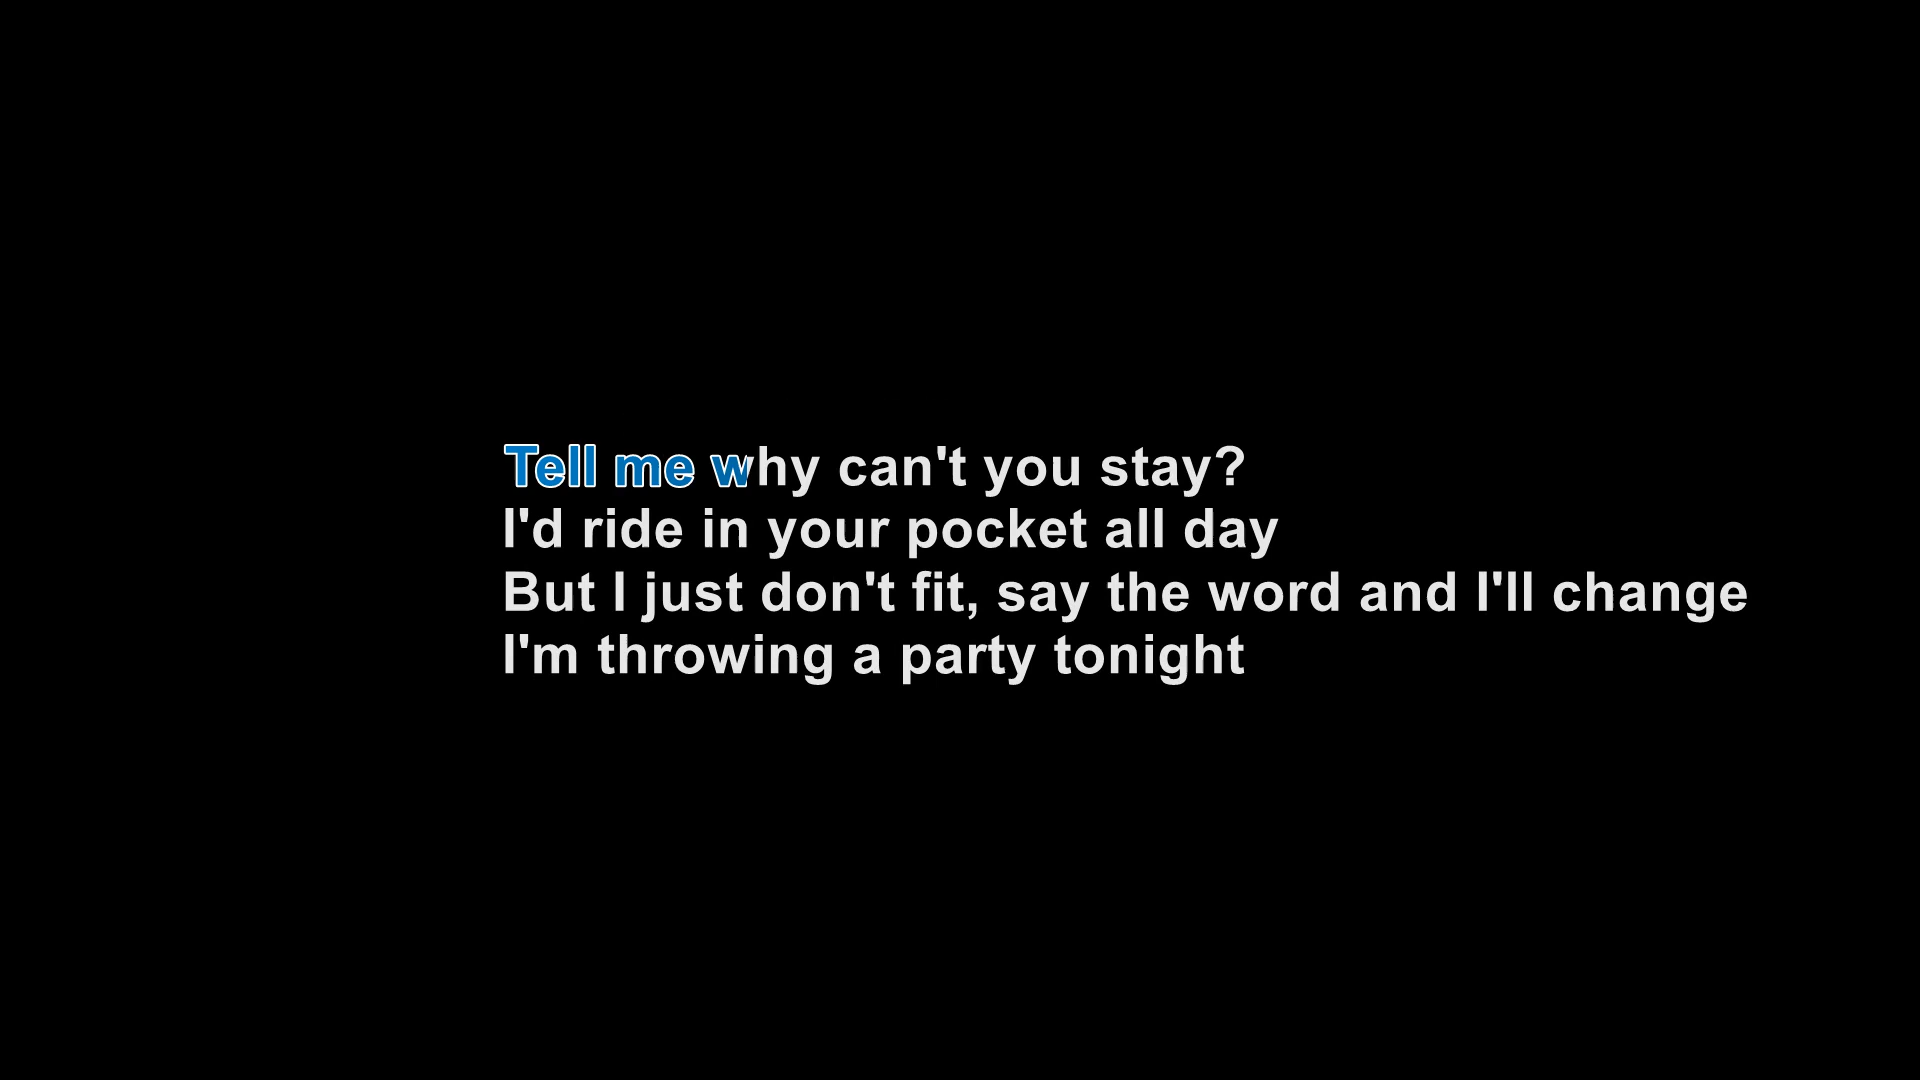 Tell me why can't you stay?
I'd ride in your pocket all day
But I just don't fit, say the word and I'll change
I'm throwing a party tonight